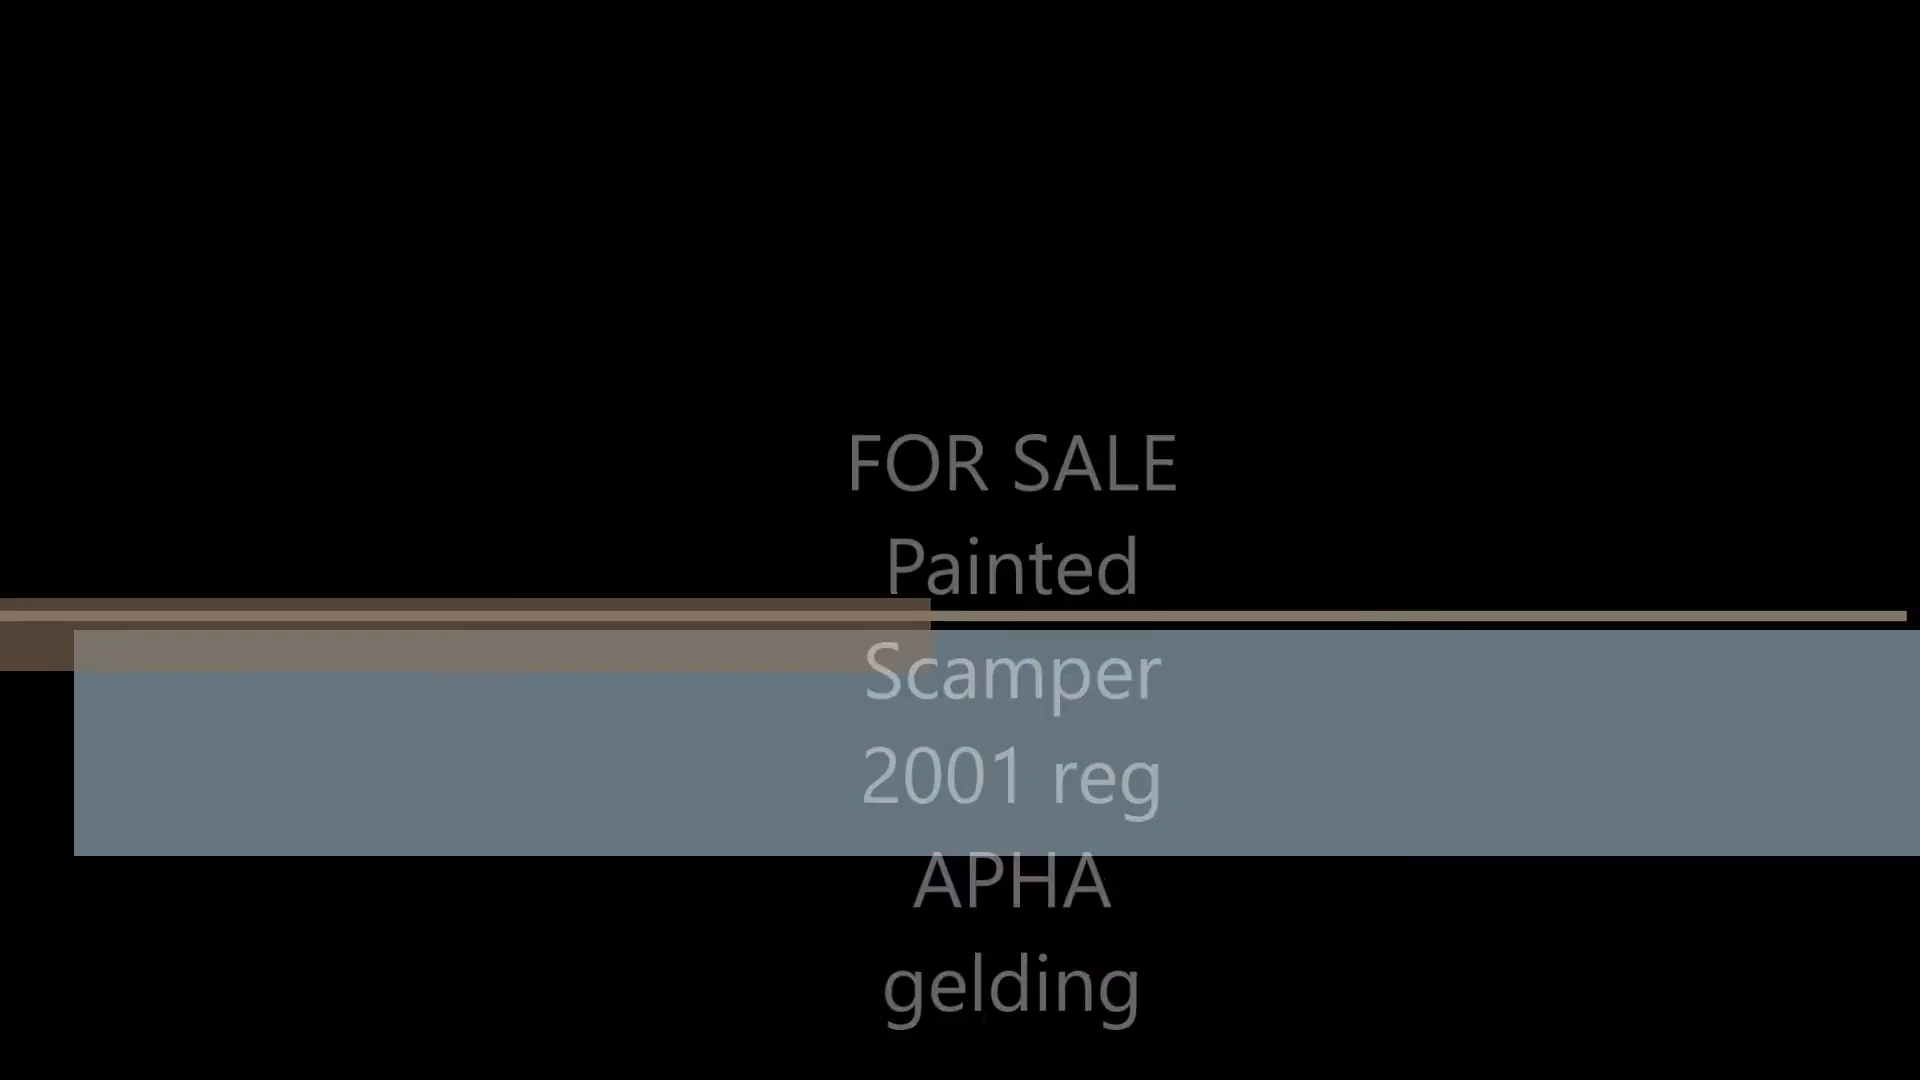 FOR SALE
Painted
Scamper
2001 reg
APHA
gelding